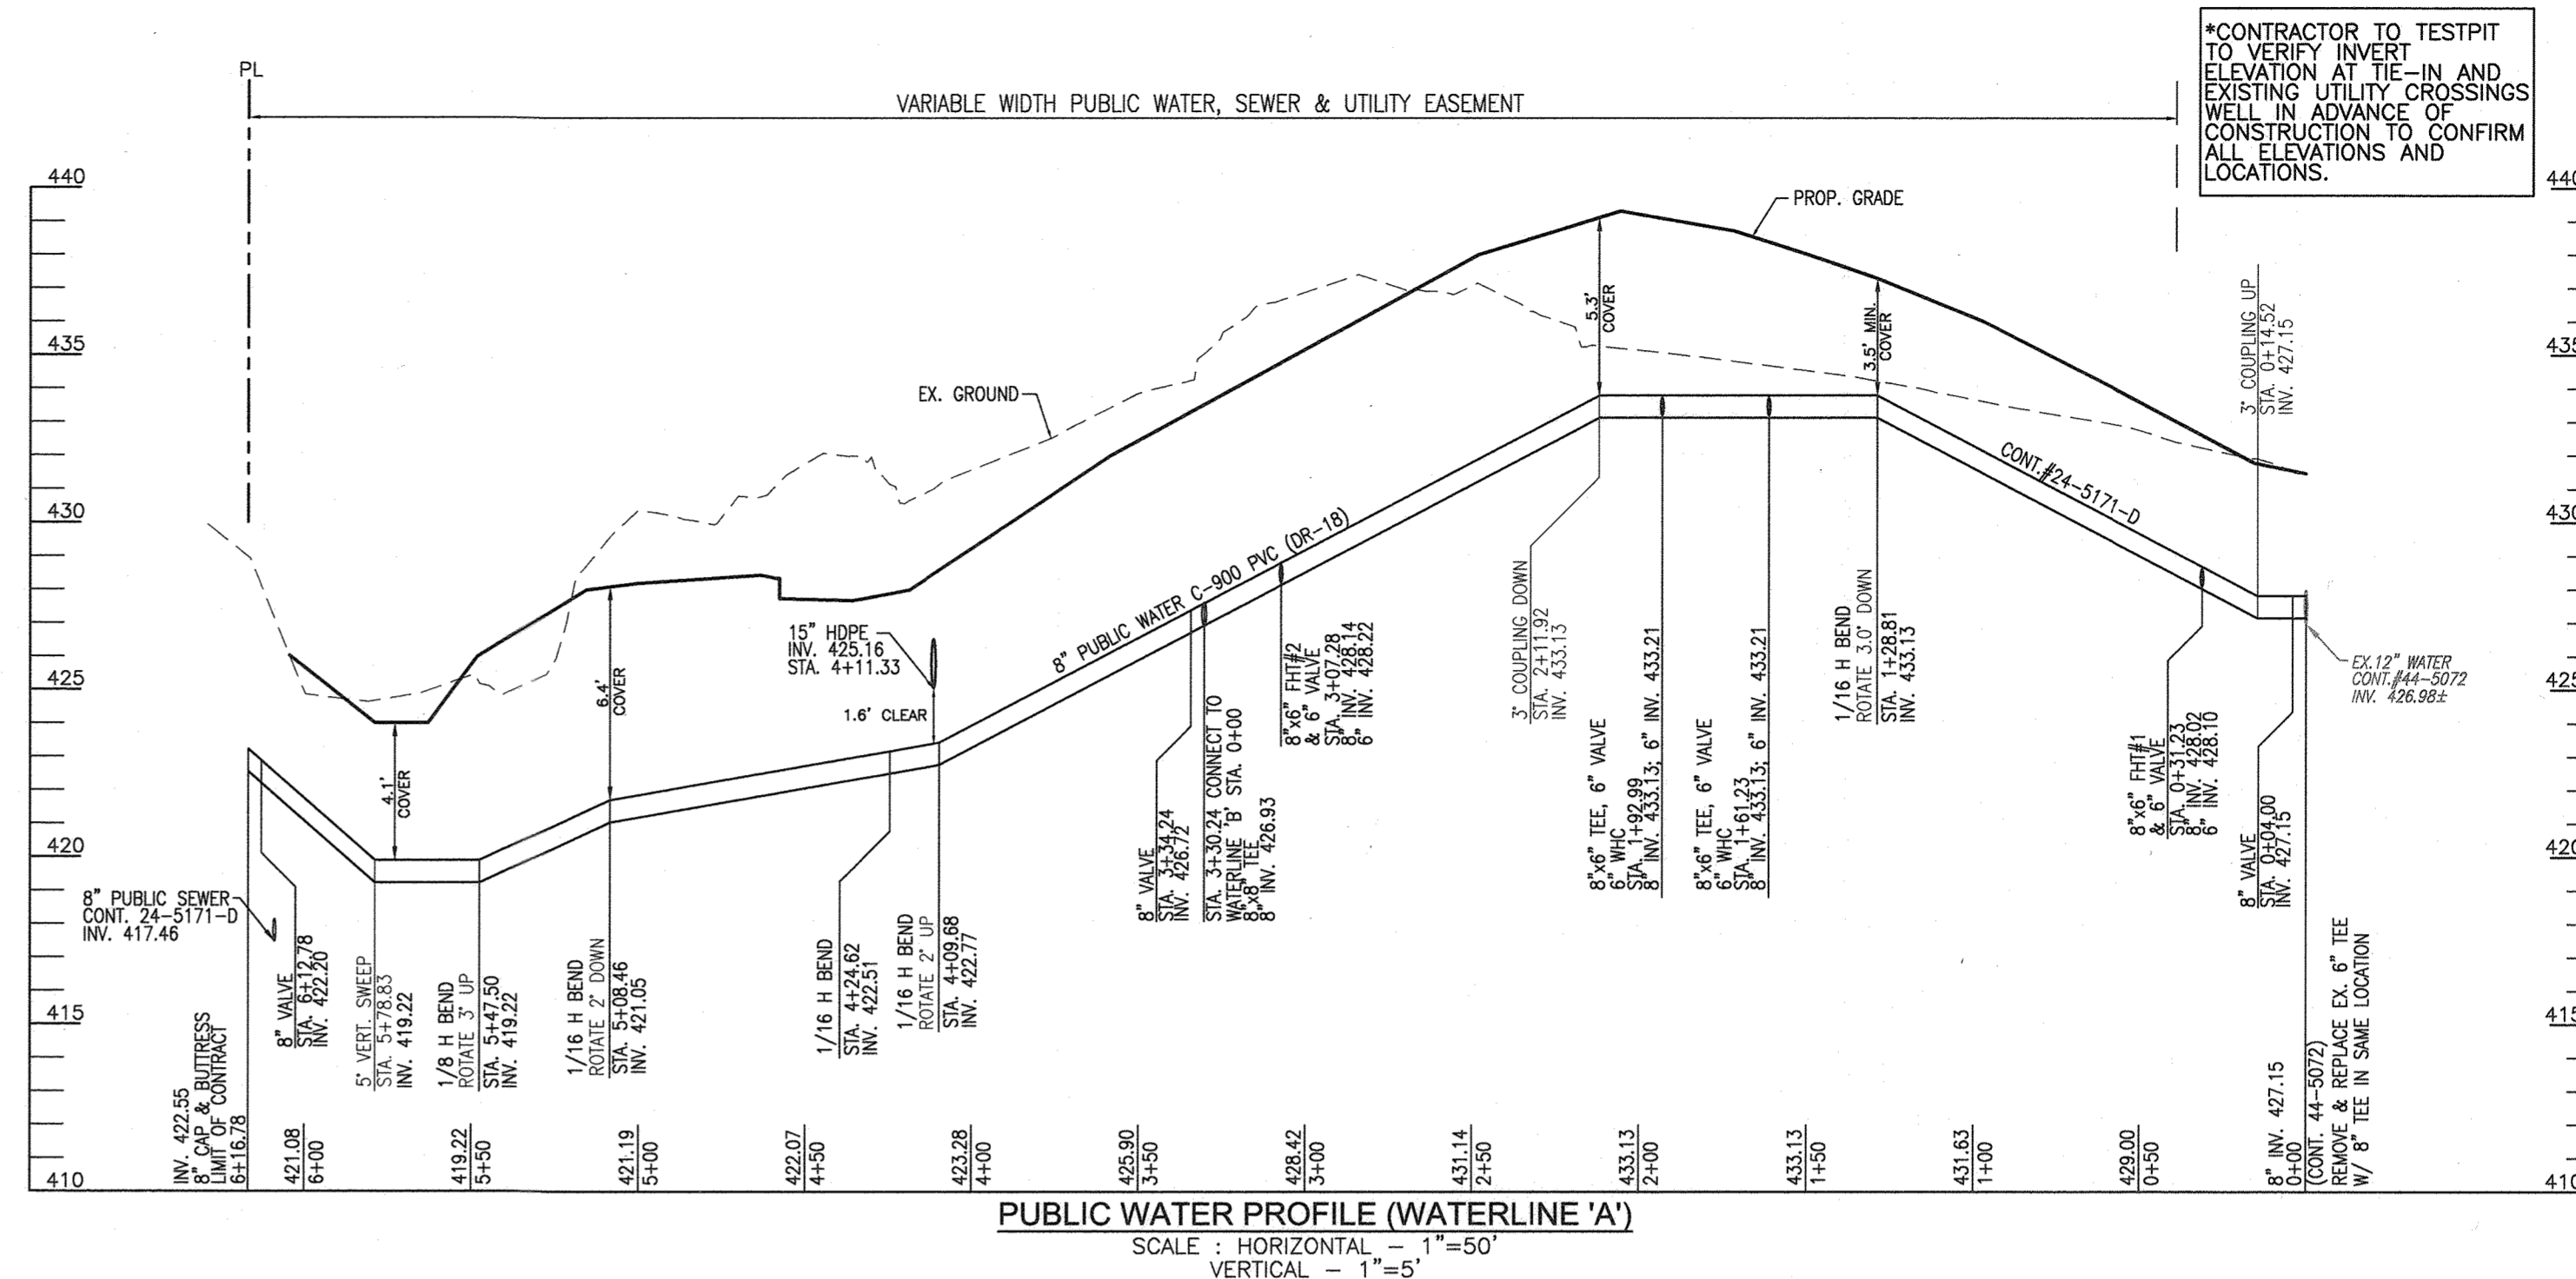 *CONTRACTOR TO TESTPIT
TO VERIFY INVERT
ELEVATION AT TIE-IN AND
EXISTING UTILITY CROSSINGS
WELL IN ADVANCE OF
CONSTRUCTION TO CONFIRM
ALL ELEVATIONS AND
LOCATIONS.
PL
VARIABLE WIDTH PUBLIC WATER, SEWER & UTILITY EASEMENT
440
435
430
425
420
415
410
440
435
430
425
420
415
410
PROP. GRADE
EX. GROUND
5.3'
COVER
3.5' MIN.
COVER
3° COUPLING UP
STA. 0+14.52
INV. 427.15
CONT.#24-5171-D
8" PUBLIC WATER C-900 PVC (DR-18)
6.4'
COVER
4.1'
COVER
15" HDPE
INV. 425.16
STA. 4+11.33
1.6' CLEAR
EX.12" WATER
CONT.#44-5072
INV. 426.98±
8" PUBLIC SEWER
CONT. 24-5171-D
INV. 417.46
INV. 422.55
8" CAP & BUTTRESS
LIMIT OF CONTRACT
6+16.78
8" VALVE
STA. 6+12.78
INV. 422.20
5° VERT. SWEEP
STA. 5+78.83
INV. 419.22
1/8 H BEND
ROTATE 3° UP
STA. 5+47.50
INV. 419.22
1/16 H BEND
ROTATE 2° DOWN
STA. 5+08.46
INV. 421.05
1/16 H BEND
STA. 4+24.62
INV. 422.51
1/16 H BEND
ROTATE 2° UP
STA. 4+09.68
INV. 422.77
8" VALVE
STA. 3+34.24
INV. 426.72
STA. 3+30.24 CONNECT TO
WATERLINE 'B' STA. 0+00
8"x8" TEE
8" INV. 426.93
8"x6" FHT#2
& 6" VALVE
STA. 3+07.28
8" INV. 428.14
6" INV. 428.22
3° COUPLING DOWN
STA. 2+11.92
INV. 433.13
8"x6" TEE, 6" VALVE
6" WHC
STA. 1+92.99
8" INV. 433.13; 6" INV. 433.21
8"x6" TEE, 6" VALVE
6" WHC
STA. 1+61.23
8" INV. 433.13; 6" INV. 433.21
1/16 H BEND
ROTATE 3.0° DOWN
STA. 1+28.81
INV. 433.13
8"x6" FHT#1
& 6" VALVE
STA. 0+31.23
8" INV. 428.02
6" INV. 428.10
8" VALVE
STA. 0+04.00
INV. 427.15
8" INV. 427.15
0+00
(CONT. 44-5072)
REMOVE & REPLACE EX. 6" TEE
W/ 8" TEE IN SAME LOCATION
421.08
6+00
419.22
5+50
421.19
5+00
422.07
4+50
423.28
4+00
425.90
3+50
428.42
3+00
431.14
2+50
433.13
2+00
433.13
1+50
431.63
1+00
429.00
0+50
PUBLIC WATER PROFILE (WATERLINE 'A')
SCALE : HORIZONTAL - 1"=50'
VERTICAL - 1"=5'